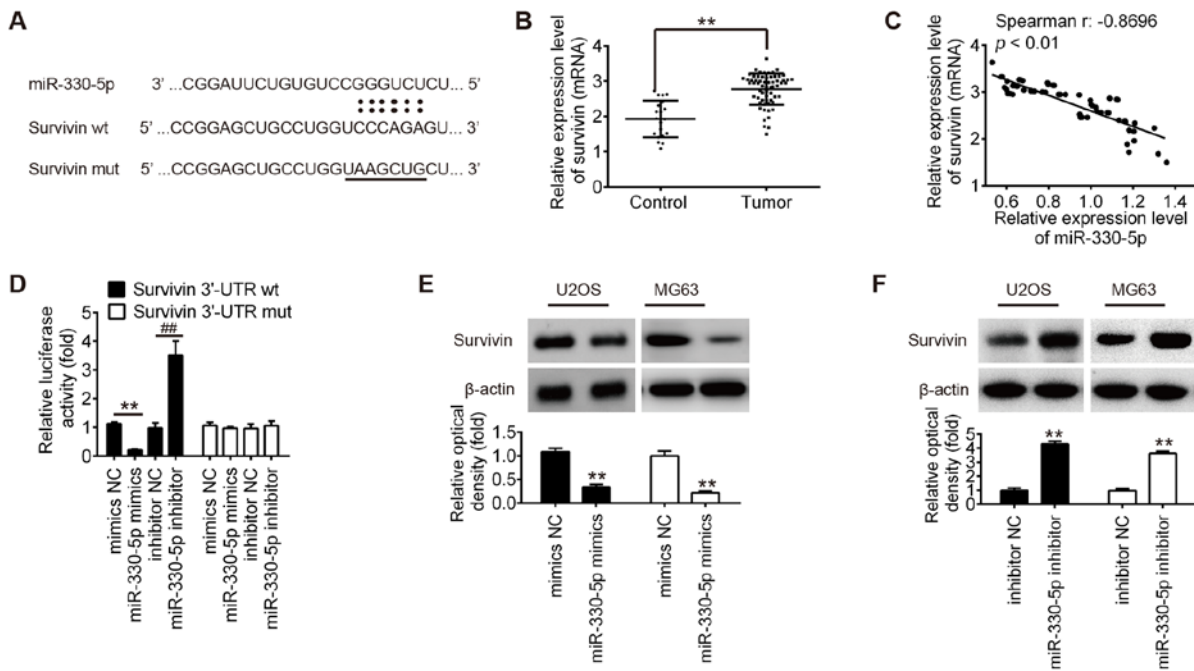 A
miR-330-5p 3' ...CGGAUUCUGUGUCCGGGUCUCU... 5'
Survivin wt 5' ...CCGGAGCUGCCUGGUCCCAGAGU... 3'
Survivin mut 5' ...CCGGAGCUGCCUGGUAAGCUGCU... 3'
B
**
Relative expression level
of survivin (mRNA)
4
3
2
1
0
Control Tumor
C
Spearman r: -0.8696
p < 0.01
Relative expression levle
of survivin (mRNA)
4
3
2
1
0
0.6 0.8 1.0 1.2 1.4
Relative expression level
of miR-330-5p
D
Survivin 3'-UTR wt
Survivin 3'-UTR mut
Relative luciferase
activity (fold)
5
4
3
2
1
0
**
##
mimics NC
miR-330-5p mimics
inhibitor NC
miR-330-5p inhibitor
mimics NC
miR-330-5p mimics
inhibitor NC
miR-330-5p inhibitor
E
U2OS MG63
Survivin
β-actin
Relative optical
density (fold)
1.5
1.0
0.5
0.0
**
**
mimics NC
miR-330-5p mimics
mimics NC
miR-330-5p mimics
F
U2OS MG63
Survivin
β-actin
Relative optical
density (fold)
5
4
3
2
1
0
**
**
inhibitor NC
miR-330-5p inhibitor
inhibitor NC
miR-330-5p inhibitor